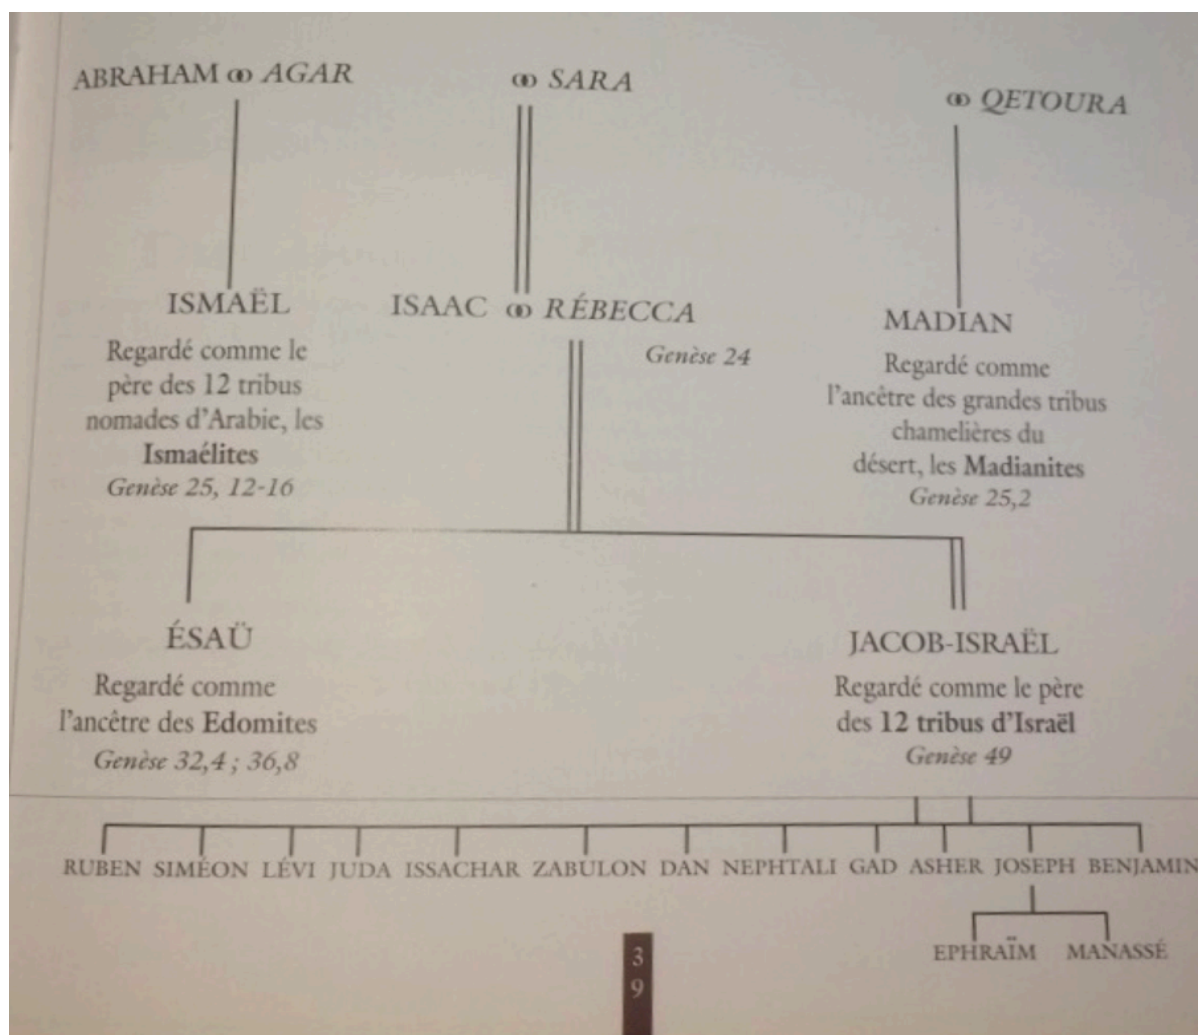 ABRAHAM ⚭ AGAR
⚭ SARA
⚭ QETOURA
ISMAËL
Regardé comme le
père des 12 tribus
nomades d'Arabie, les
Ismaélites
Genèse 25, 12-16
ISAAC ⚭ RÉBECCA
Genèse 24
MADIAN
Regardé comme
l'ancêtre des grandes tribus
chamelières du
désert, les Madianites
Genèse 25,2
ÉSAÜ
Regardé comme
l'ancêtre des Edomites
Genèse 32,4 ; 36,8
JACOB-ISRAËL
Regardé comme le père
des 12 tribus d'Israël
Genèse 49
RUBEN SIMÉON LÉVI JUDA ISSACHAR ZABULON DAN NEPHTALI GAD ASHER JOSEPH BENJAMIN
EPHRAÏM MANASSÉ
3
9